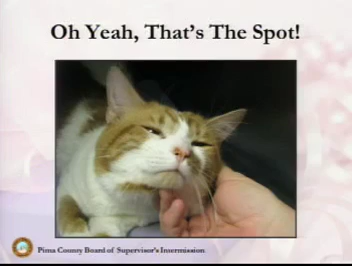 Oh Yeah, That's The Spot!
Pima County Board of Supervisor's Intermission